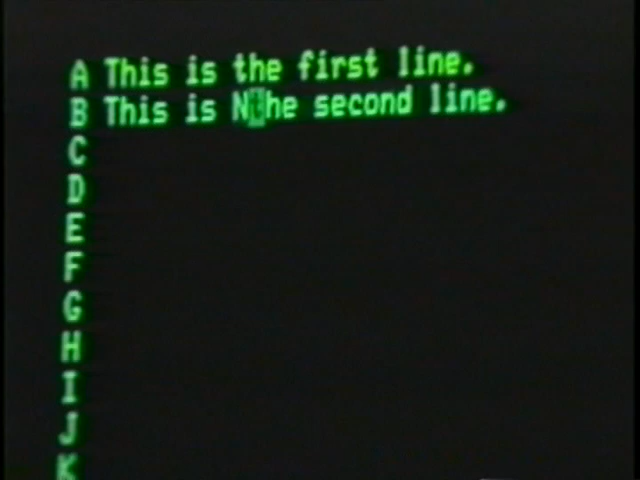 A This is the first line.
B This is Nthe second line.
C
D
E
F
G
H
I
J
K